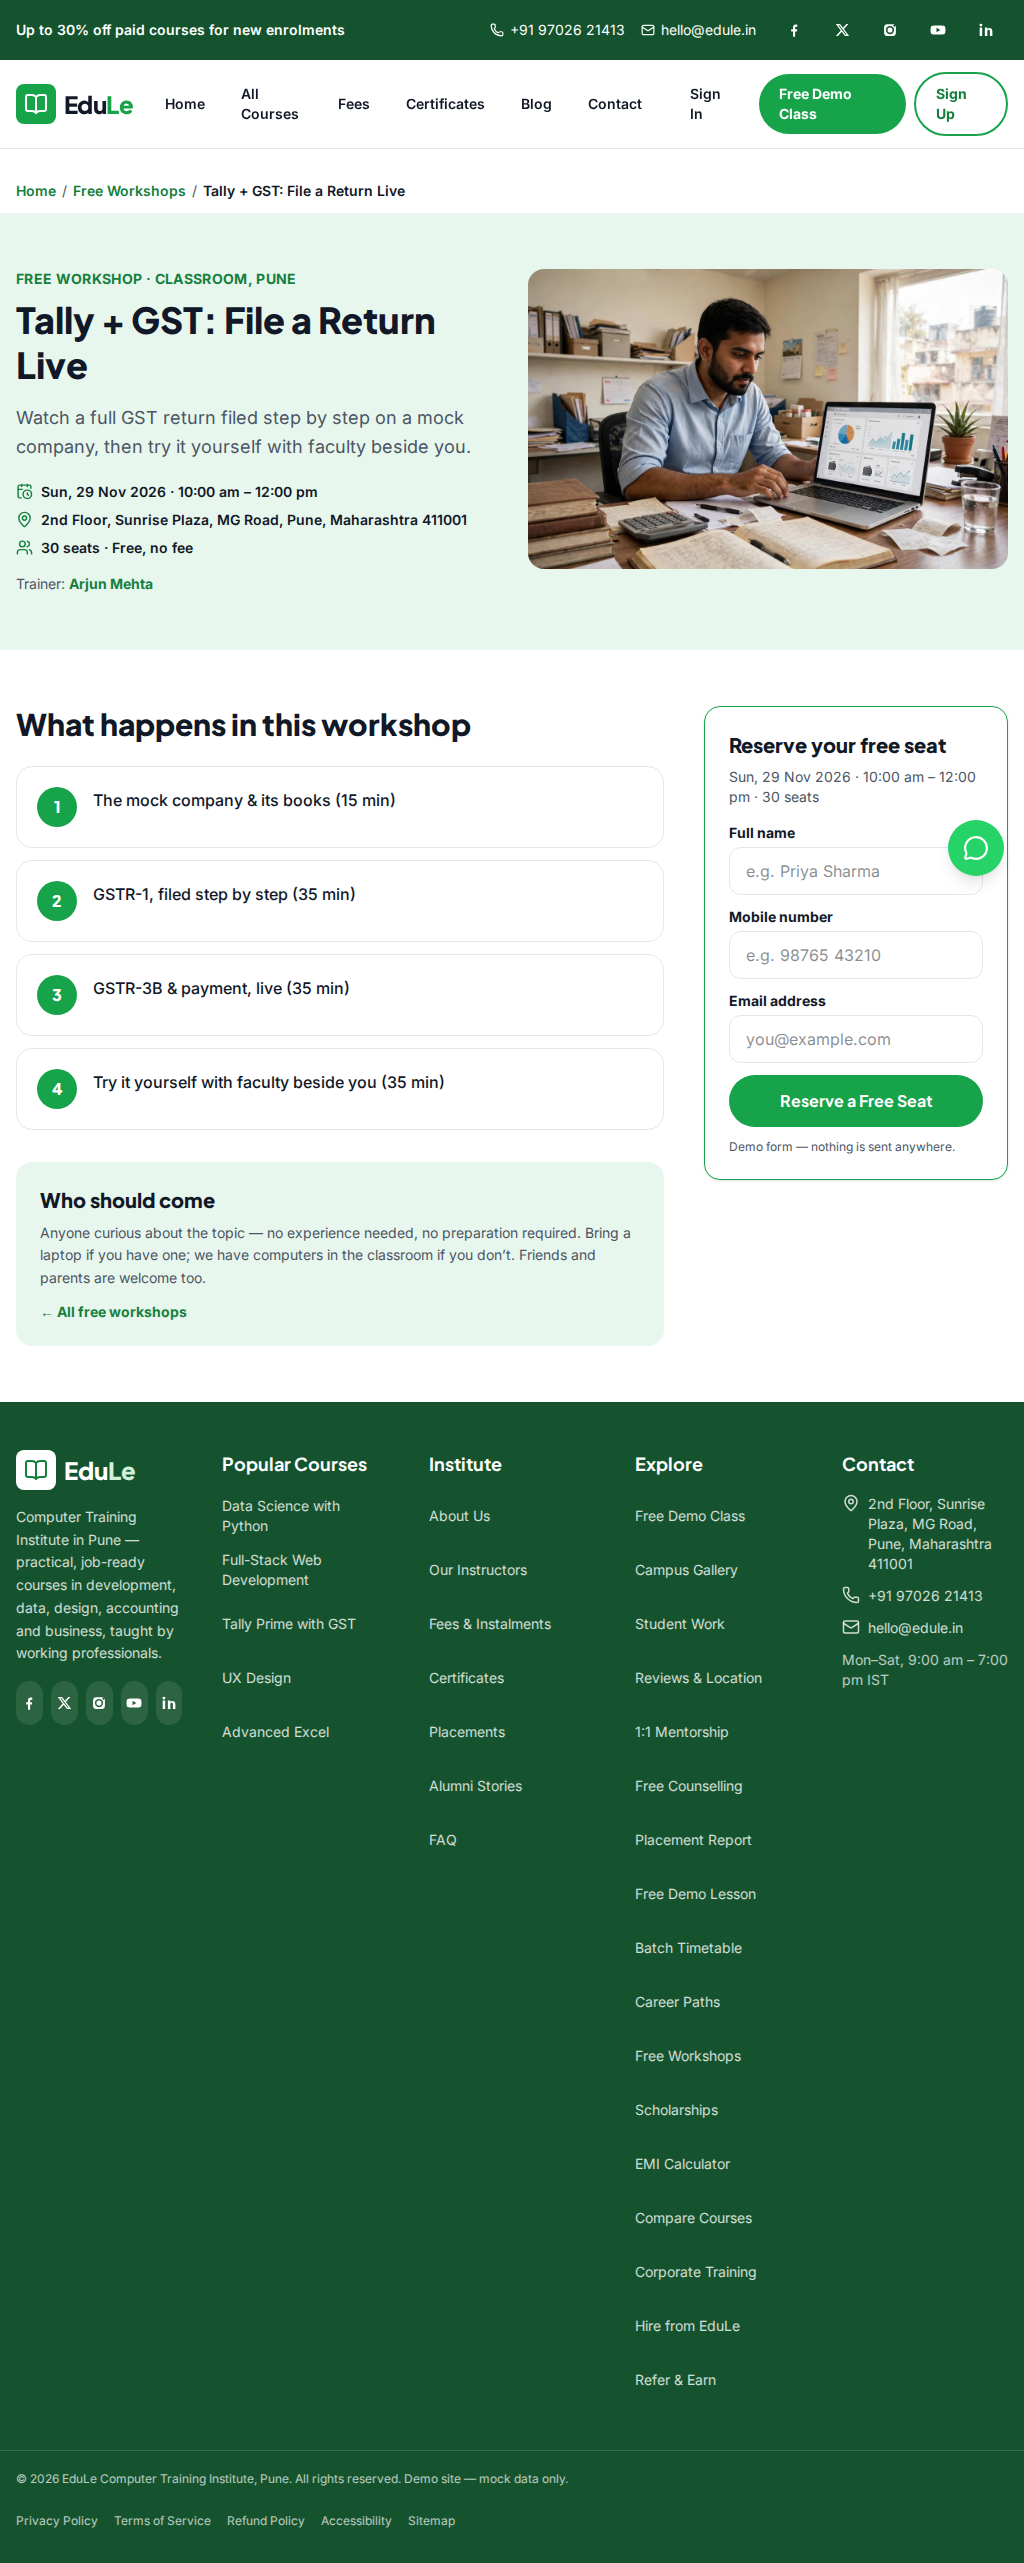 Up to 30% off paid courses for new enrolments
+91 97026 21413
hello@edule.in
EduLe
Home
All Courses
Fees
Certificates
Blog
Contact
Sign In
Free Demo Class
Sign Up
Home / Free Workshops / Tally + GST: File a Return Live
FREE WORKSHOP · CLASSROOM, PUNE
Tally + GST: File a Return
Live
Watch a full GST return filed step by step on a mock
company, then try it yourself with faculty beside you.
Sun, 29 Nov 2026 · 10:00 am – 12:00 pm
2nd Floor, Sunrise Plaza, MG Road, Pune, Maharashtra 411001
30 seats · Free, no fee
Trainer: Arjun Mehta
What happens in this workshop
1 The mock company & its books (15 min)
2 GSTR-1, filed step by step (35 min)
3 GSTR-3B & payment, live (35 min)
4 Try it yourself with faculty beside you (35 min)
Who should come
Anyone curious about the topic — no experience needed, no preparation required. Bring a
laptop if you have one; we have computers in the classroom if you don’t. Friends and
parents are welcome too.
← All free workshops
Reserve your free seat
Sun, 29 Nov 2026 · 10:00 am – 12:00
pm · 30 seats
Full name
e.g. Priya Sharma
Mobile number
e.g. 98765 43210
Email address
you@example.com
Reserve a Free Seat
Demo form — nothing is sent anywhere.
EduLe
Computer Training
Institute in Pune —
practical, job-ready
courses in development,
data, design, accounting
and business, taught by
working professionals.
Popular Courses
Data Science with
Python
Full-Stack Web
Development
Tally Prime with GST
UX Design
Advanced Excel
Institute
About Us
Our Instructors
Fees & Instalments
Certificates
Placements
Alumni Stories
FAQ
Explore
Free Demo Class
Campus Gallery
Student Work
Reviews & Location
1:1 Mentorship
Free Counselling
Placement Report
Free Demo Lesson
Batch Timetable
Career Paths
Free Workshops
Scholarships
EMI Calculator
Compare Courses
Corporate Training
Hire from EduLe
Refer & Earn
Contact
2nd Floor, Sunrise
Plaza, MG Road,
Pune, Maharashtra
411001
+91 97026 21413
hello@edule.in
Mon–Sat, 9:00 am – 7:00
pm IST
© 2026 EduLe Computer Training Institute, Pune. All rights reserved. Demo site — mock data only.
Privacy Policy
Terms of Service
Refund Policy
Accessibility
Sitemap